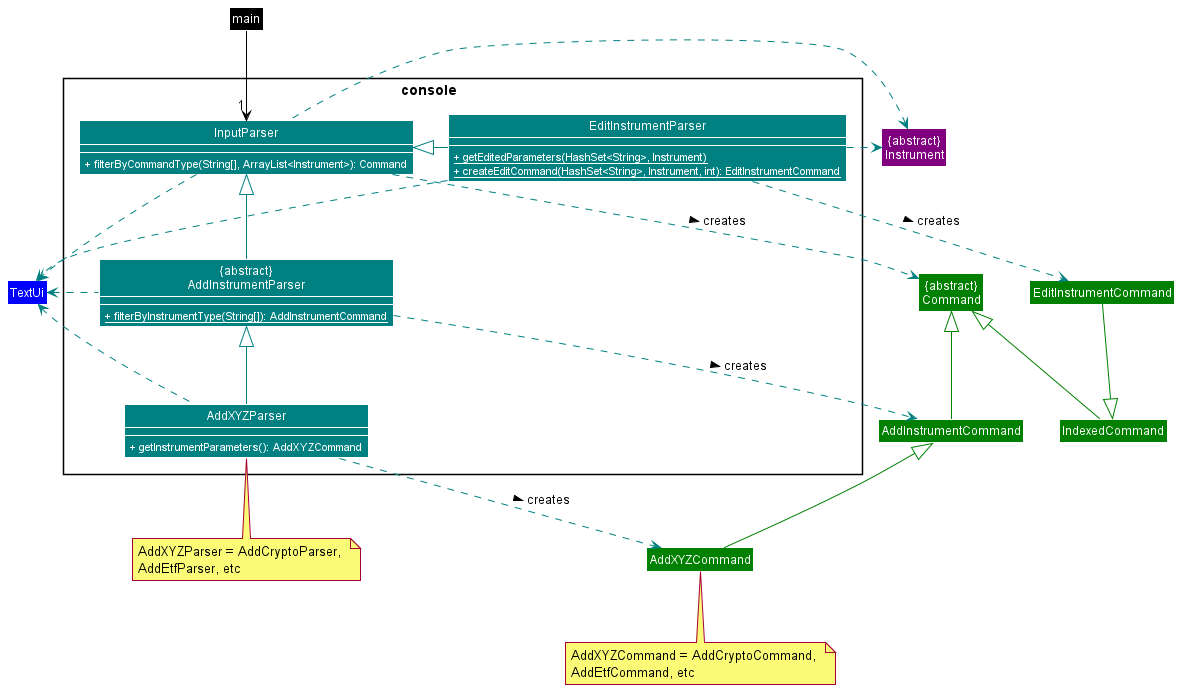 main
console
1
InputParser
+ filterByCommandType(String[], ArrayList<Instrument>): Command
EditInstrumentParser
+ getEditedParameters(HashSet<String>, Instrument)
+ createEditCommand(HashSet<String>, Instrument, int): EditInstrumentCommand
{abstract}
Instrument
creates
creates
TextUi
{abstract}
AddInstrumentParser
+ filterByInstrumentType(String[]): AddInstrumentCommand
{abstract}
Command
EditInstrumentCommand
creates
AddXYZParser
+ getInstrumentParameters(): AddXYZCommand
AddInstrumentCommand
IndexedCommand
creates
AddXYZParser = AddCryptoParser,
AddEtfParser, etc
AddXYZCommand
AddXYZCommand = AddCryptoCommand,
AddEtfCommand, etc